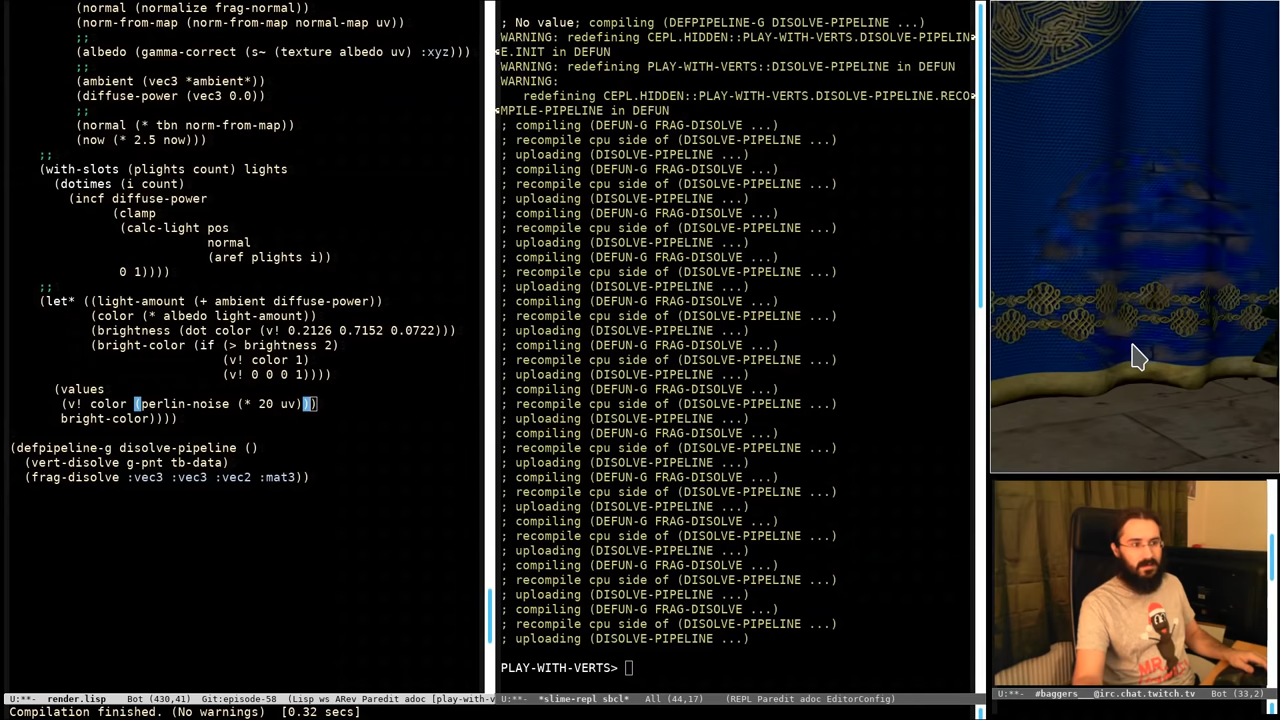 (normal (normalize frag-normal))
(norm-from-map (norm-from-map normal-map uv))
;;
(albedo (gamma-correct (s~ (texture albedo uv) :xyz)))
;;
(ambient (vec3 *ambient*))
(diffuse-power (vec3 0.0))
;;
(normal (* tbn norm-from-map))
(now (* 2.5 now)))
;;
(with-slots (plights count) lights
(dotimes (i count)
(incf diffuse-power
(clamp
(calc-light pos
normal
(aref plights i))
0 1))))
;;
(let* ((light-amount (+ ambient diffuse-power))
(color (* albedo light-amount))
(brightness (dot color (v! 0.2126 0.7152 0.0722)))
(bright-color (if (> brightness 2)
(v! color 1)
(v! 0 0 0 1))))
(values
(v! color (perlin-noise (* 20 uv)))
bright-color))))
(defpipeline-g disolve-pipeline ()
(vert-disolve g-pnt tb-data)
(frag-disolve :vec3 :vec3 :vec2 :mat3))
U:**- render.lisp Bot (430,41) Git:episode-58 (Lisp ws ARev Paredit adoc [play-with-v
Compilation finished. (No warnings) [0.32 secs]
; No value; compiling (DEFPIPELINE-G DISOLVE-PIPELINE ...)
WARNING: redefining CEPL.HIDDEN::PLAY-WITH-VERTS.DISOLVE-PIPELIN
E.INIT in DEFUN
WARNING: redefining PLAY-WITH-VERTS::DISOLVE-PIPELINE in DEFUN
WARNING:
redefining CEPL.HIDDEN::PLAY-WITH-VERTS.DISOLVE-PIPELINE.RECO
MPILE-PIPELINE in DEFUN
; compiling (DEFUN-G FRAG-DISOLVE ...)
; recompile cpu side of (DISOLVE-PIPELINE ...)
; uploading (DISOLVE-PIPELINE ...)
; compiling (DEFUN-G FRAG-DISOLVE ...)
; recompile cpu side of (DISOLVE-PIPELINE ...)
; uploading (DISOLVE-PIPELINE ...)
; compiling (DEFUN-G FRAG-DISOLVE ...)
; recompile cpu side of (DISOLVE-PIPELINE ...)
; uploading (DISOLVE-PIPELINE ...)
; compiling (DEFUN-G FRAG-DISOLVE ...)
; recompile cpu side of (DISOLVE-PIPELINE ...)
; uploading (DISOLVE-PIPELINE ...)
; compiling (DEFUN-G FRAG-DISOLVE ...)
; recompile cpu side of (DISOLVE-PIPELINE ...)
; uploading (DISOLVE-PIPELINE ...)
; compiling (DEFUN-G FRAG-DISOLVE ...)
; recompile cpu side of (DISOLVE-PIPELINE ...)
; uploading (DISOLVE-PIPELINE ...)
; compiling (DEFUN-G FRAG-DISOLVE ...)
; recompile cpu side of (DISOLVE-PIPELINE ...)
; uploading (DISOLVE-PIPELINE ...)
; compiling (DEFUN-G FRAG-DISOLVE ...)
; recompile cpu side of (DISOLVE-PIPELINE ...)
; uploading (DISOLVE-PIPELINE ...)
; compiling (DEFUN-G FRAG-DISOLVE ...)
; recompile cpu side of (DISOLVE-PIPELINE ...)
; uploading (DISOLVE-PIPELINE ...)
; compiling (DEFUN-G FRAG-DISOLVE ...)
; recompile cpu side of (DISOLVE-PIPELINE ...)
; uploading (DISOLVE-PIPELINE ...)
; compiling (DEFUN-G FRAG-DISOLVE ...)
; recompile cpu side of (DISOLVE-PIPELINE ...)
; uploading (DISOLVE-PIPELINE ...)
; compiling (DEFUN-G FRAG-DISOLVE ...)
; recompile cpu side of (DISOLVE-PIPELINE ...)
; uploading (DISOLVE-PIPELINE ...)
PLAY-WITH-VERTS>
U:**- *slime-repl sbcl* All (44,17) (REPL Paredit adoc EditorConfig)
U:**- #baggers___@irc.chat.twitch.tv Bot (33,2)